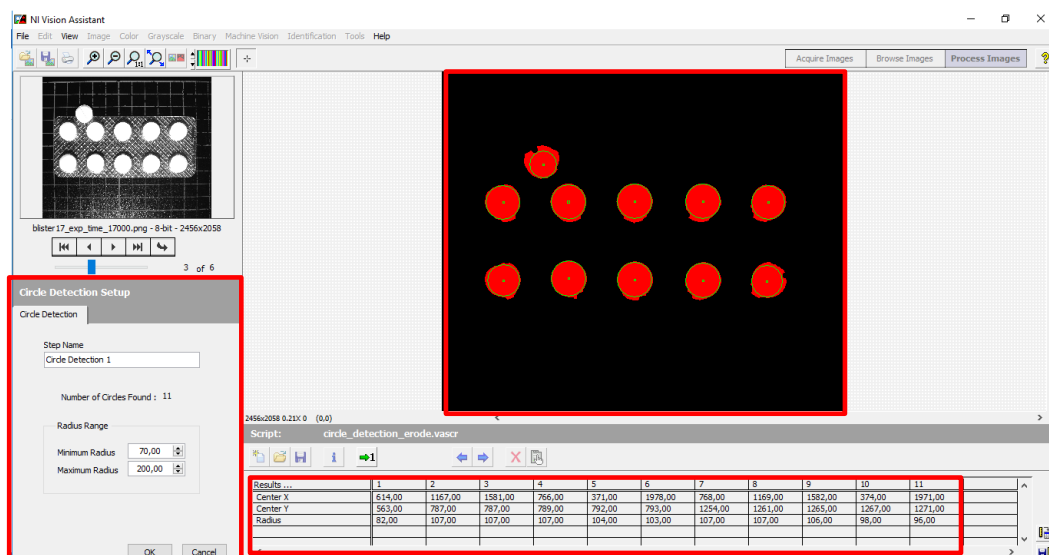 NI Vision Assistant
File Edit View Image Color Grayscale Binary Machine Vision Identification Tools Help
1:1
Acquire Images Browse Images Process Images
blister17_exp_time_17000.png - 8-bit - 2456x2058
3 of 6
Circle Detection Setup
Circle Detection
Step Name
Circle Detection 1
Number of Circles Found : 11
Radius Range
Minimum Radius 70,00
Maximum Radius 200,00
OK Cancel
2456x2058 0.21X 0 (0,0)
Script: circle_detection_erode.vascr
1
Results ... 1 2 3 4 5 6 7 8 9 10 11
Center X 614,00 1167,00 1581,00 766,00 371,00 1978,00 768,00 1169,00 1582,00 374,00 1971,00
Center Y 563,00 787,00 787,00 789,00 792,00 793,00 1254,00 1261,00 1265,00 1267,00 1271,00
Radius 82,00 107,00 107,00 107,00 104,00 103,00 107,00 107,00 106,00 98,00 96,00